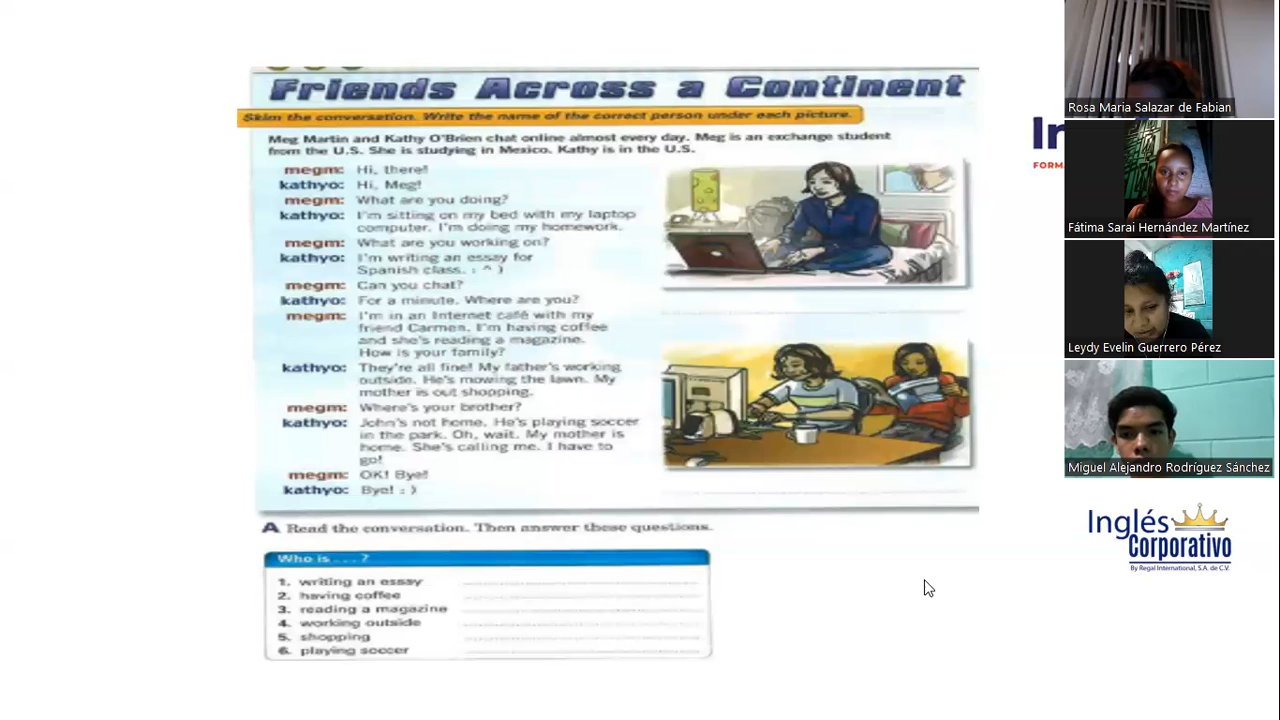 Friends Across a Continent
Skim the conversation. Write the name of the correct person under each picture.
Meg Martin and Kathy O'Brien chat online almost every day. Meg is an exchange student
from the U.S. She is studying in Mexico. Kathy is in the U.S.
megm: Hi, there!
kathyo: Hi, Meg!
megm: What are you doing?
kathyo: I'm sitting on my bed with my laptop
computer. I'm doing my homework.
megm: What are you working on?
kathyo: I'm writing an essay for
Spanish class. : ^ )
megm: Can you chat?
kathyo: For a minute. Where are you?
megm: I'm in an Internet café with my
friend Carmen. I'm having coffee
and she's reading a magazine.
How is your family?
kathyo: They're all fine! My father's working
outside. He's mowing the lawn. My
mother is out shopping.
megm: Where's your brother?
kathyo: John's not home. He's playing soccer
in the park. Oh, wait. My mother is
home. She's calling me. I have to
go!
megm: OK! Bye!
kathyo: Bye! : )
A Read the conversation. Then answer these questions.
Who is . . . ?
1. writing an essay
2. having coffee
3. reading a magazine
4. working outside
5. shopping
6. playing soccer
In
FORM
Rosa Maria Salazar de Fabian
Fátima Sarai Hernández Martínez
Leydy Evelin Guerrero Pérez
Miguel Alejandro Rodríguez Sánchez
Inglés
Corporativo
By Regal International, S.A. de C.V.